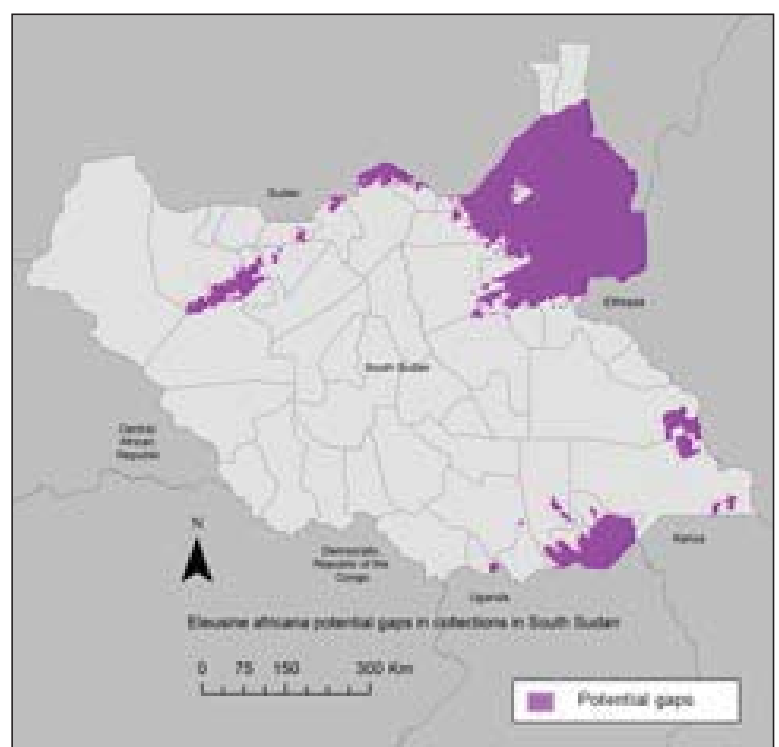 Sudan
Ethiopia
South Sudan
Central
African
Republic
N
Kenya
Democratic
Republic of the
Congo
Uganda
Eleusine africana potential gaps in collections in South Sudan
0 75 150 300 Km
Potential gaps